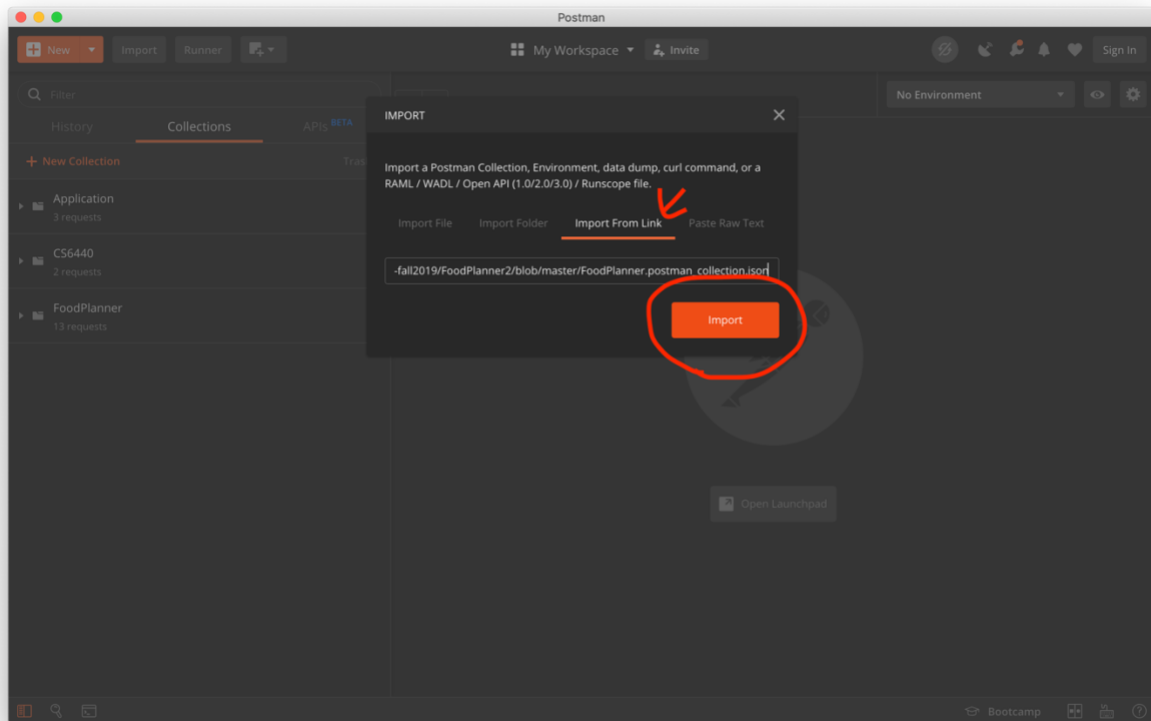 Postman
New
Import
Runner
My Workspace
Invite
Sign In
Filter
No Environment
History
Collections
APIs BETA
+ New Collection
Application
3 requests
CS6440
2 requests
FoodPlanner
13 requests
IMPORT
Import a Postman Collection, Environment, data dump, curl command, or a
RAML / WADL / Open API (1.0/2.0/3.0) / Runscope file.
Import File
Import Folder
Import From Link
Paste Raw Text
-fall2019/FoodPlanner2/blob/master/FoodPlanner.postman_collection.json
Import
Open Launchpad
Bootcamp